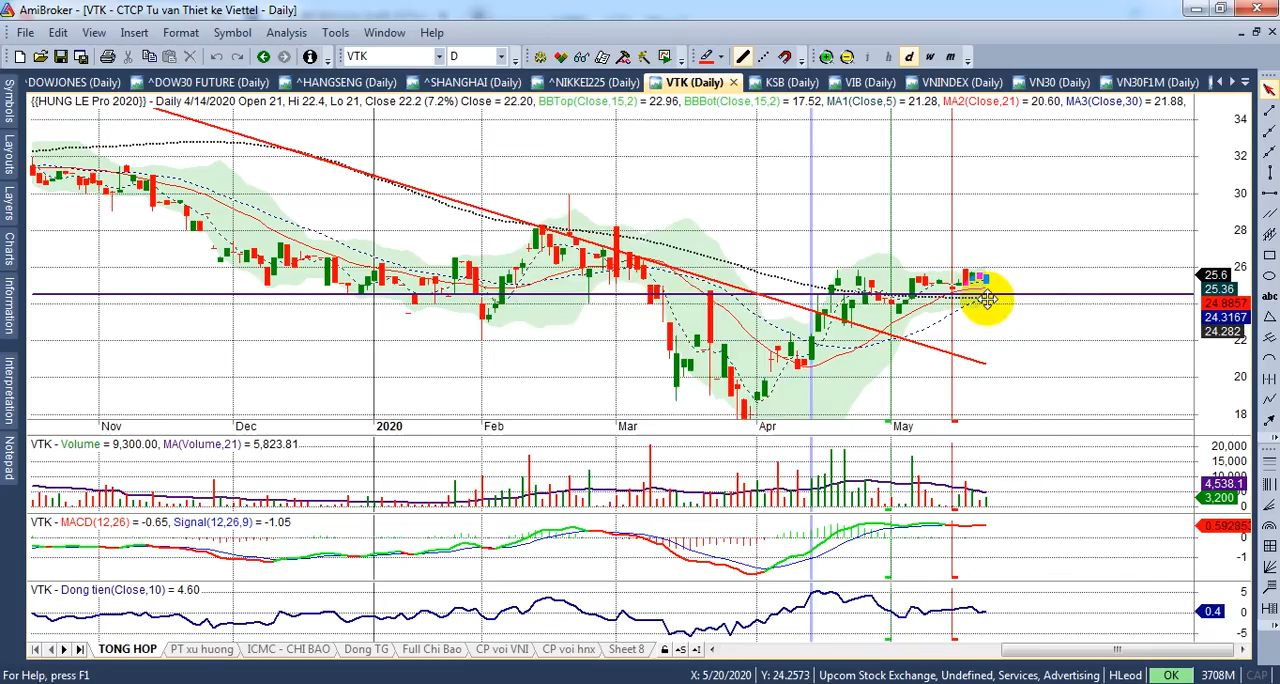 AmiBroker - [VTK - CTCP Tu van Thiet ke Viettel - Daily]
File Edit View Insert Format Symbol Analysis Tools Window Help
VTK D i h d w m
DOWJONES (Daily) ^DOW30 FUTURE (Daily) ^HANGSENG (Daily) ^SHANGHAI (Daily) ^NIKKEI225 (Daily) VTK (Daily) KSB (Daily) VIB (Daily) VNINDEX (Daily) VN30 (Daily) VN30F1M (Daily)
{{HUNG LE Pro 2020}} - Daily 4/14/2020 Open 21, Hi 22.4, Lo 21, Close 22.2 (7.2%) Close = 22.20, BBTop(Close,15,2) = 22.96, BBBot(Close,15,2) = 17.52, MA1(Close,5) = 21.28, MA2(Close,21) = 20.60, MA3(Close,30) = 21.88,
Symbols
Layouts
Layers
Charts
Information
Interpretation
Notepad
34
32
30
28
26
25.6
25.36
24.8857
24.3167
24.282
22
20
18
abc
Nov Dec 2020 Feb Mar Apr May
VTK - Volume = 9,300.00, MA(Volume,21) = 5,823.81
20,000
15,000
10,000
4,538.1
3,200
0
VTK - MACD(12,26) = -0.65, Signal(12,26,9) = -1.05
0.592853
0
-1
VTK - Dong tien(Close,10) = 4.60
5
0.4
0
-5
TONG HOP PT xu huong ICMC - CHI BAO Dong TG Full Chi Bao CP voi VNI CP voi hnx Sheet 8
For Help, press F1 X: 5/20/2020 Y: 24.2573 Upcom Stock Exchange, Undefined, Services, Advertising HLeod OK 3708M CAP